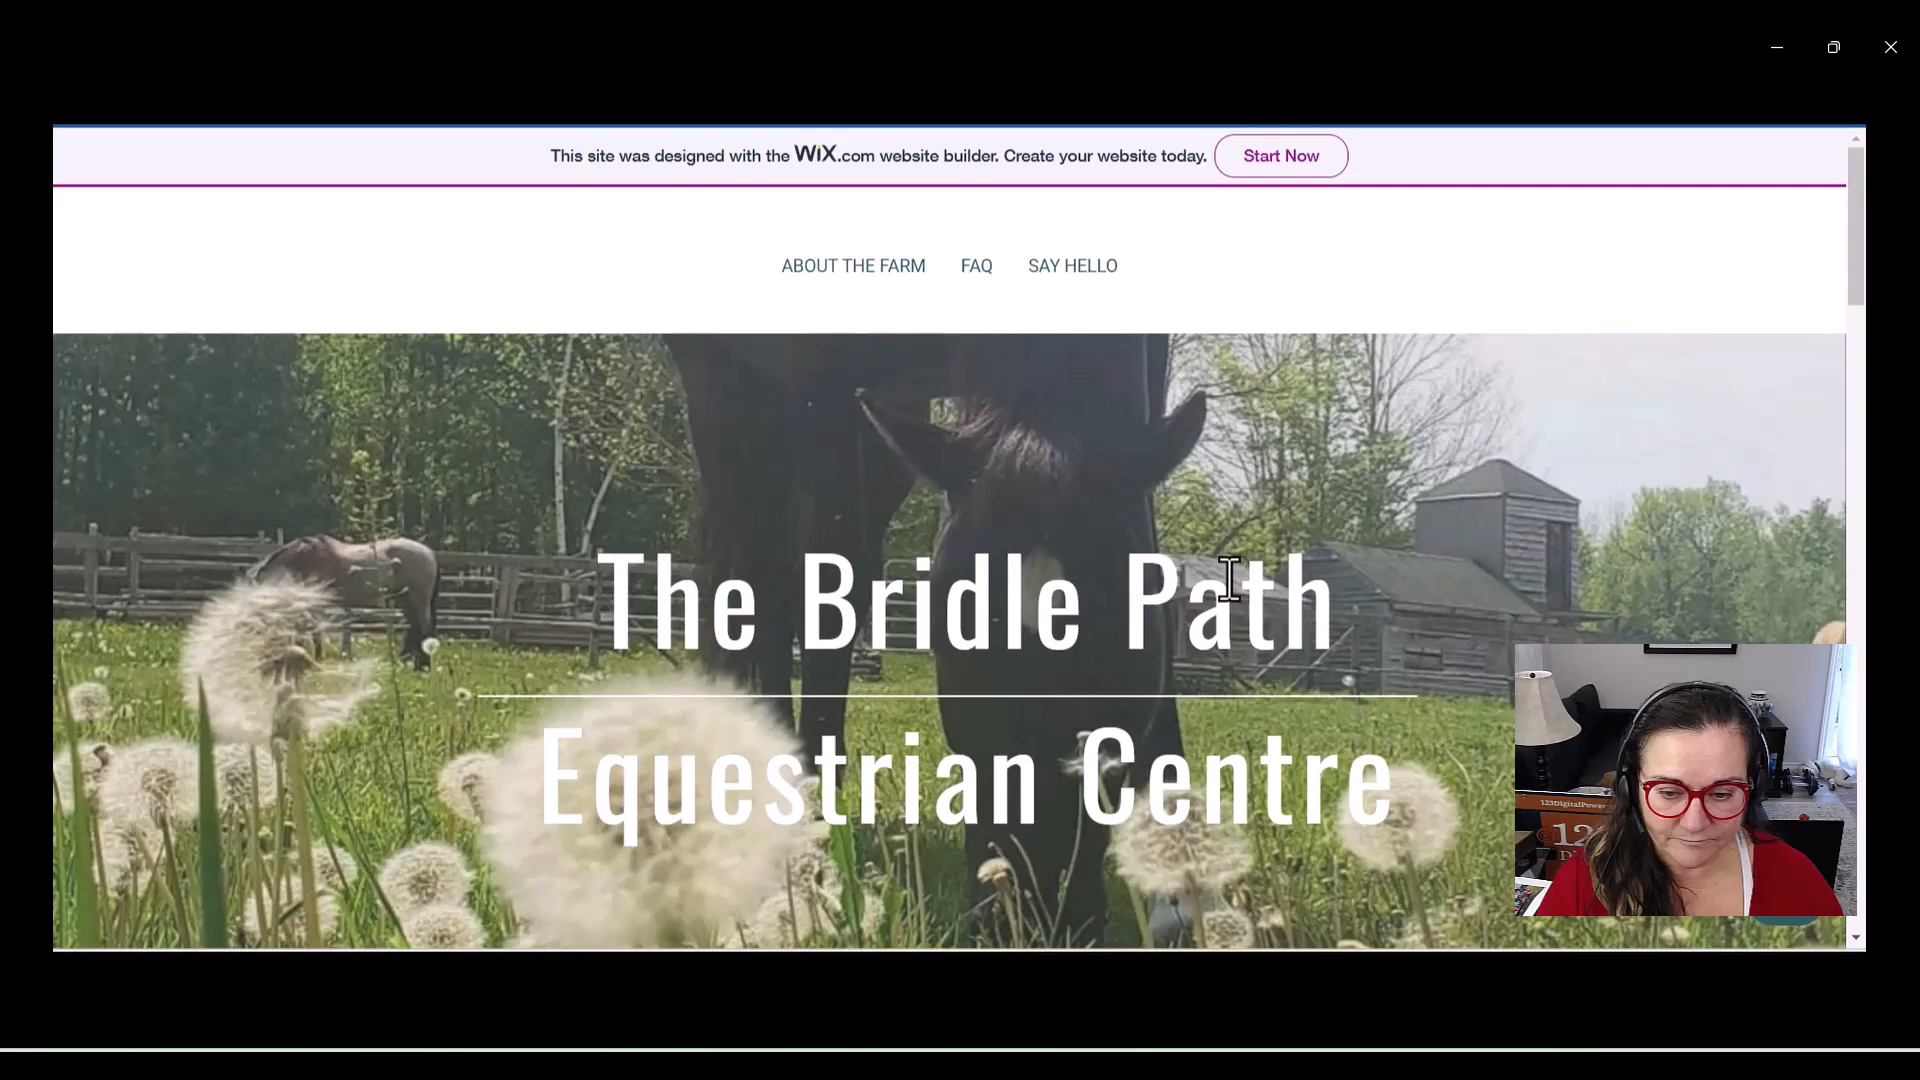 This site was designed with the WiX.com website builder. Create your website today. Start Now
ABOUT THE FARM FAQ SAY HELLO
The Bridle Path
Equestrian Centre
123DigitalPower